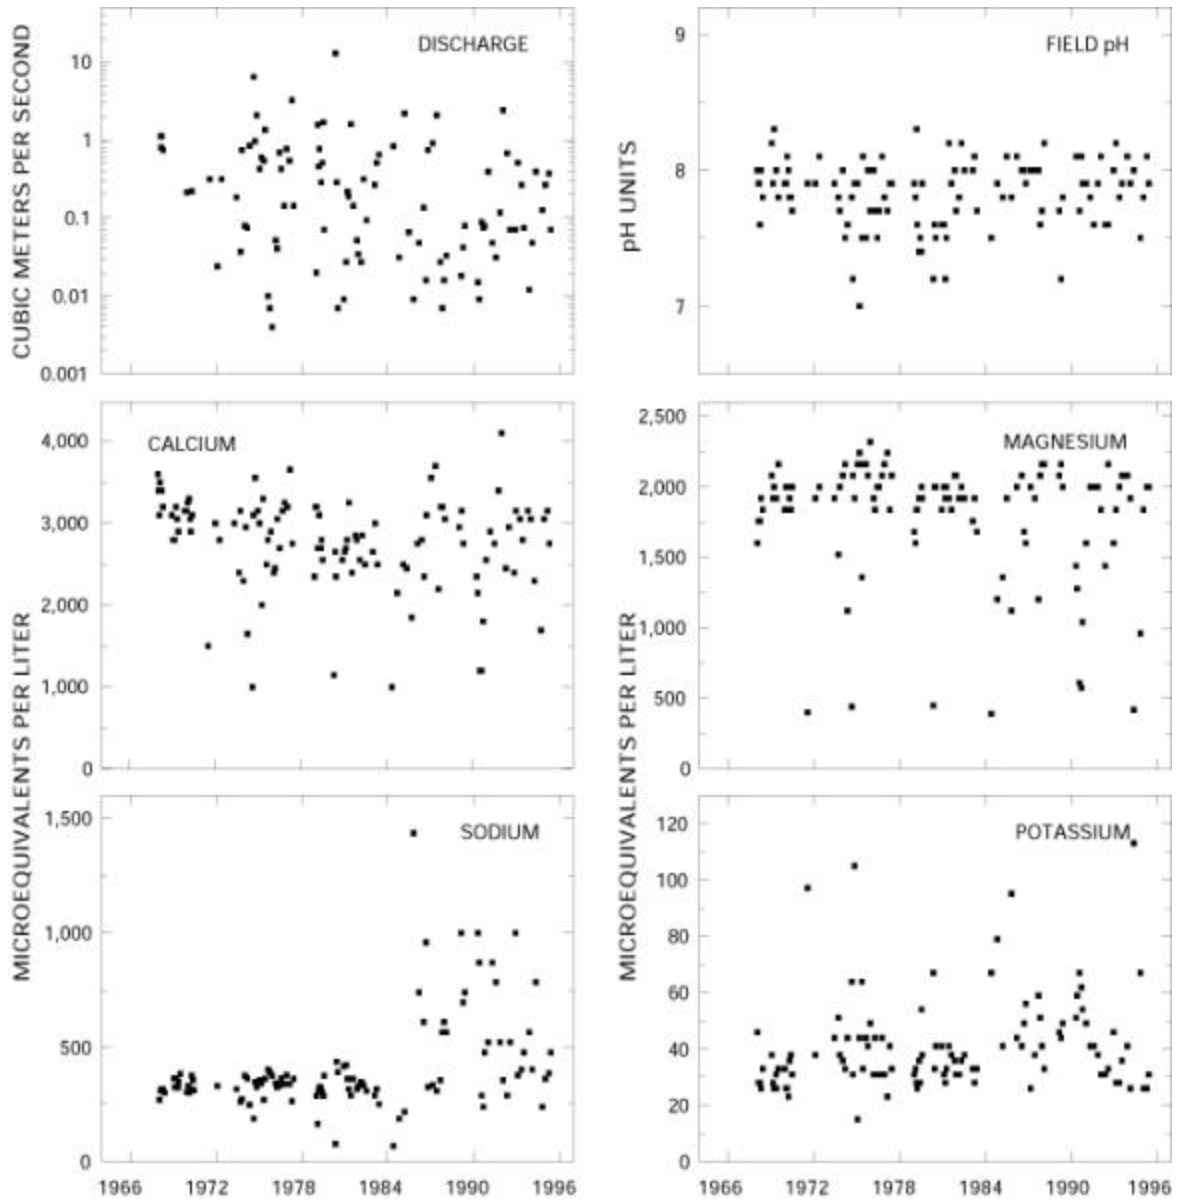 CUBIC METERS PER SECOND
DISCHARGE
10
1
0.1
0.01
0.001
pH UNITS
FIELD pH
9
8
7
MICROEQUIVALENTS PER LITER
CALCIUM
4,000
3,000
2,000
1,000
0
MICROEQUIVALENTS PER LITER
MAGNESIUM
2,500
2,000
1,500
1,000
500
0
SODIUM
1,500
1,000
500
0
1966 1972 1978 1984 1990 1996
POTASSIUM
120
100
80
60
40
20
0
1966 1972 1978 1984 1990 1996